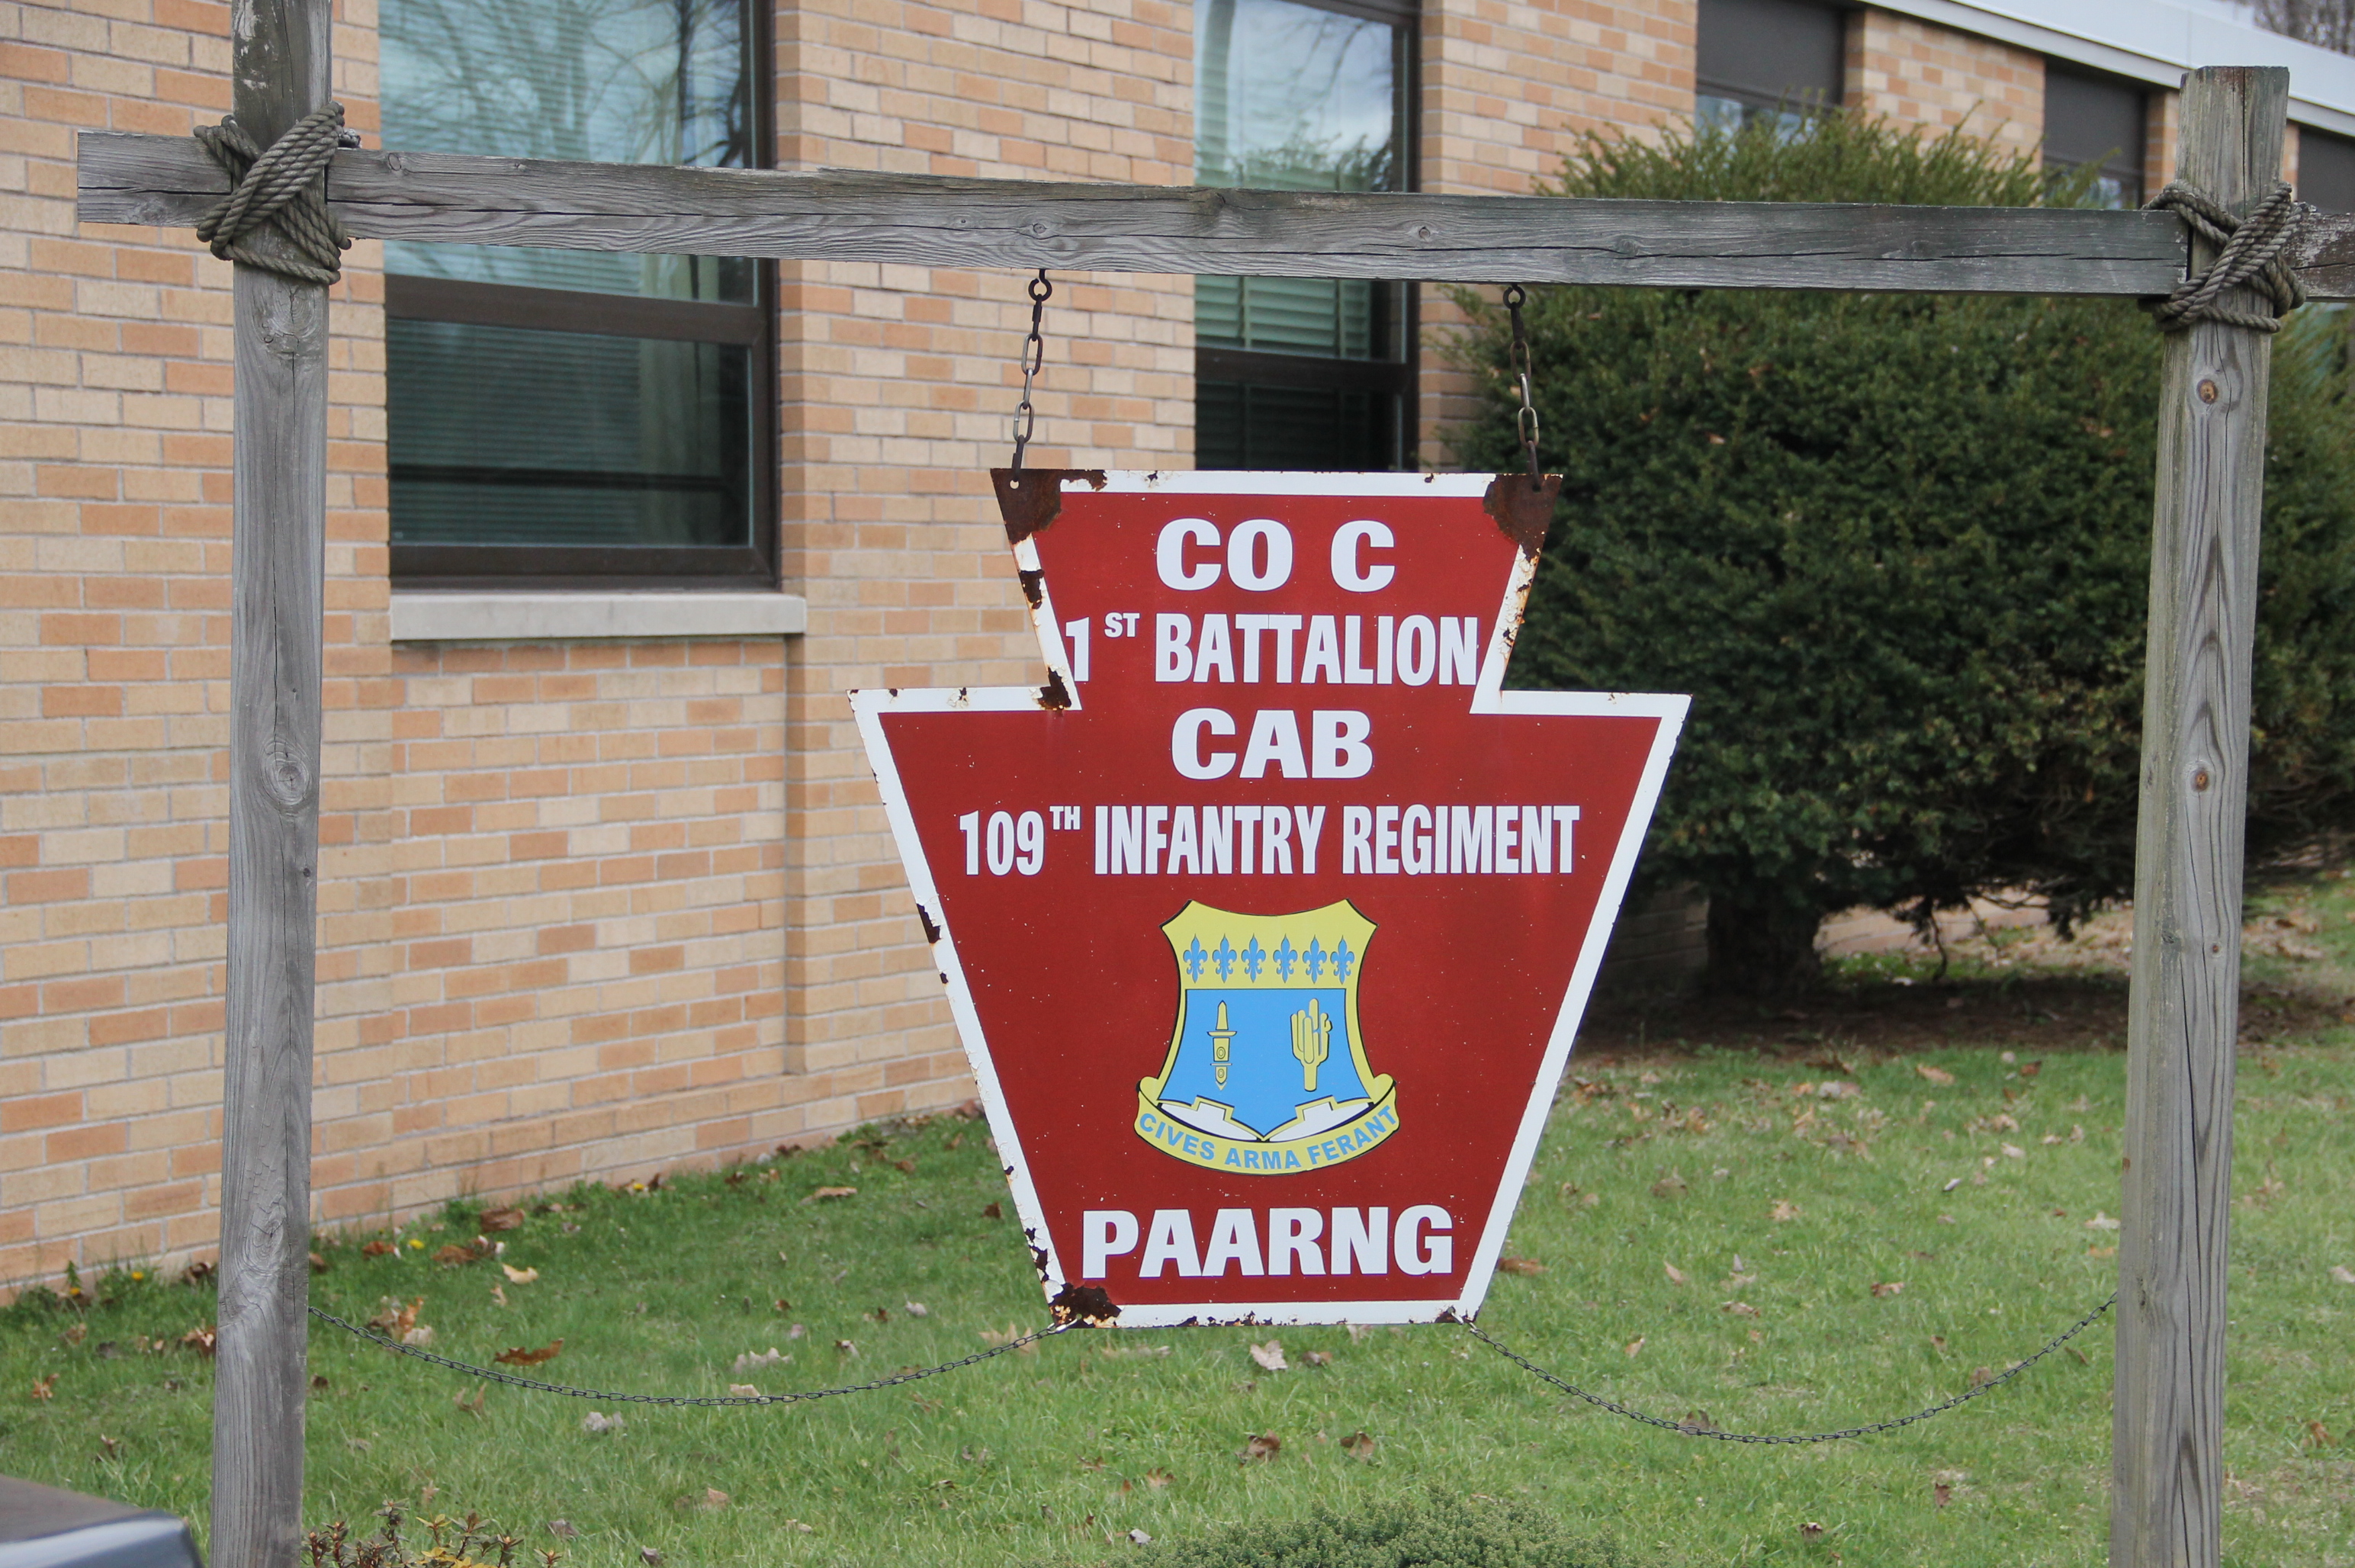 CO C
1ST BATTALION
CAB
109TH INFANTRY REGIMENT
CIVES ARMA FERANT
PAARNG